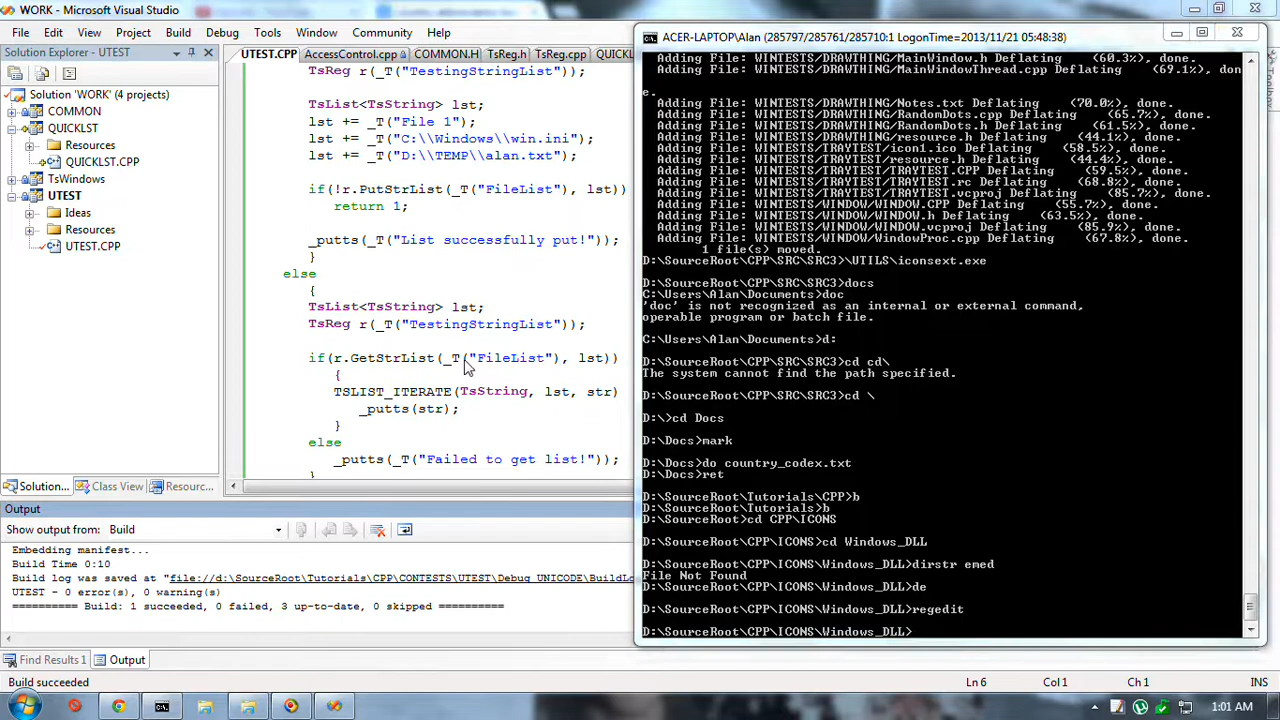 WORK - Microsoft Visual Studio
File Edit View Project Build Debug Tools Window Community Help
Solution Explorer - UTEST
Solution 'WORK' (4 projects)
COMMON
QUICKLST
Resources
QUICKLST.CPP
TsWindows
UTEST
Ideas
Resources
UTEST.CPP
Solution... Class View Resourc...
UTEST.CPP AccessControl.cpp COMMON.H TsReg.h TsReg.cpp
TsReg r(_T("TestingStringList"));
TsList<TsString> lst;
lst += _T("File 1");
lst += _T("C:\\Windows\\win.ini");
lst += _T("D:\\TEMP\\alan.txt");
if(!r.PutStrList(_T("FileList"), lst))
return 1;
_putts(_T("List successfully put!"));
}
else
{
TsList<TsString> lst;
TsReg r(_T("TestingStringList"));
if(r.GetStrList(_T("FileList"), lst))
{
TSLIST_ITERATE(TsString, lst, str)
_putts(str);
}
else
_putts(_T("Failed to get list!"));
}
Output
Show output from: Build
Embedding manifest...
Build Time 0:10
Build log was saved at "file://d:\SourceRoot\Tutorials\CPP\CONTESTS\UTEST\Debug_UNICODE\BuildLo
UTEST - 0 error(s), 0 warning(s)
========== Build: 1 succeeded, 0 failed, 3 up-to-date, 0 skipped ==========
Find Results 1 Output
Build succeeded Ln 6 Col 1 Ch 1 INS
ACER-LAPTOP\Alan (285797/285761/285710:1 LogonTime=2013/11/21 05:48:38)
Adding File: WINTESTS/DRAWTHING/MainWindow.h Deflating (60.3%), done.
Adding File: WINTESTS/DRAWTHING/MainWindowThread.cpp Deflating (69.1%), don
e.
Adding File: WINTESTS/DRAWTHING/Notes.txt Deflating (70.0%), done.
Adding File: WINTESTS/DRAWTHING/RandomDots.cpp Deflating (65.7%), done.
Adding File: WINTESTS/DRAWTHING/RandomDots.h Deflating (61.5%), done.
Adding File: WINTESTS/DRAWTHING/resource.h Deflating (44.1%), done.
Adding File: WINTESTS/TRAYTEST/icon1.ico Deflating (58.5%), done.
Adding File: WINTESTS/TRAYTEST/resource.h Deflating (44.4%), done.
Adding File: WINTESTS/TRAYTEST/TRAYTEST.CPP Deflating (59.5%), done.
Adding File: WINTESTS/TRAYTEST/TRAYTEST.rc Deflating (68.8%), done.
Adding File: WINTESTS/TRAYTEST/TRAYTEST.vcproj Deflating (85.7%), done.
Adding File: WINTESTS/WINDOW/WINDOW.CPP Deflating (55.7%), done.
Adding File: WINTESTS/WINDOW/WINDOW.h Deflating (63.5%), done.
Adding File: WINTESTS/WINDOW/WINDOW.vcproj Deflating (85.9%), done.
Adding File: WINTESTS/WINDOW/WindowProc.cpp Deflating (67.8%), done.
1 file(s) moved.
D:\SourceRoot\CPP\SRC\SRC3>\UTILS\iconsext.exe
D:\SourceRoot\CPP\SRC\SRC3>docs
C:\Users\Alan\Documents>doc
'doc' is not recognized as an internal or external command,
operable program or batch file.
C:\Users\Alan\Documents>d:
D:\SourceRoot\CPP\SRC\SRC3>cd cd\
The system cannot find the path specified.
D:\SourceRoot\CPP\SRC\SRC3>cd \
D:\>cd Docs
D:\Docs>mark
D:\Docs>do country_codex.txt
D:\Docs>ret
D:\SourceRoot\Tutorials\CPP>b
D:\SourceRoot\Tutorials>b
D:\SourceRoot>cd CPP\ICONS
D:\SourceRoot\CPP\ICONS>cd Windows_DLL
D:\SourceRoot\CPP\ICONS\Windows_DLL>dirstr emed
File Not Found
D:\SourceRoot\CPP\ICONS\Windows_DLL>de
D:\SourceRoot\CPP\ICONS\Windows_DLL>regedit
D:\SourceRoot\CPP\ICONS\Windows_DLL>
1:01 AM